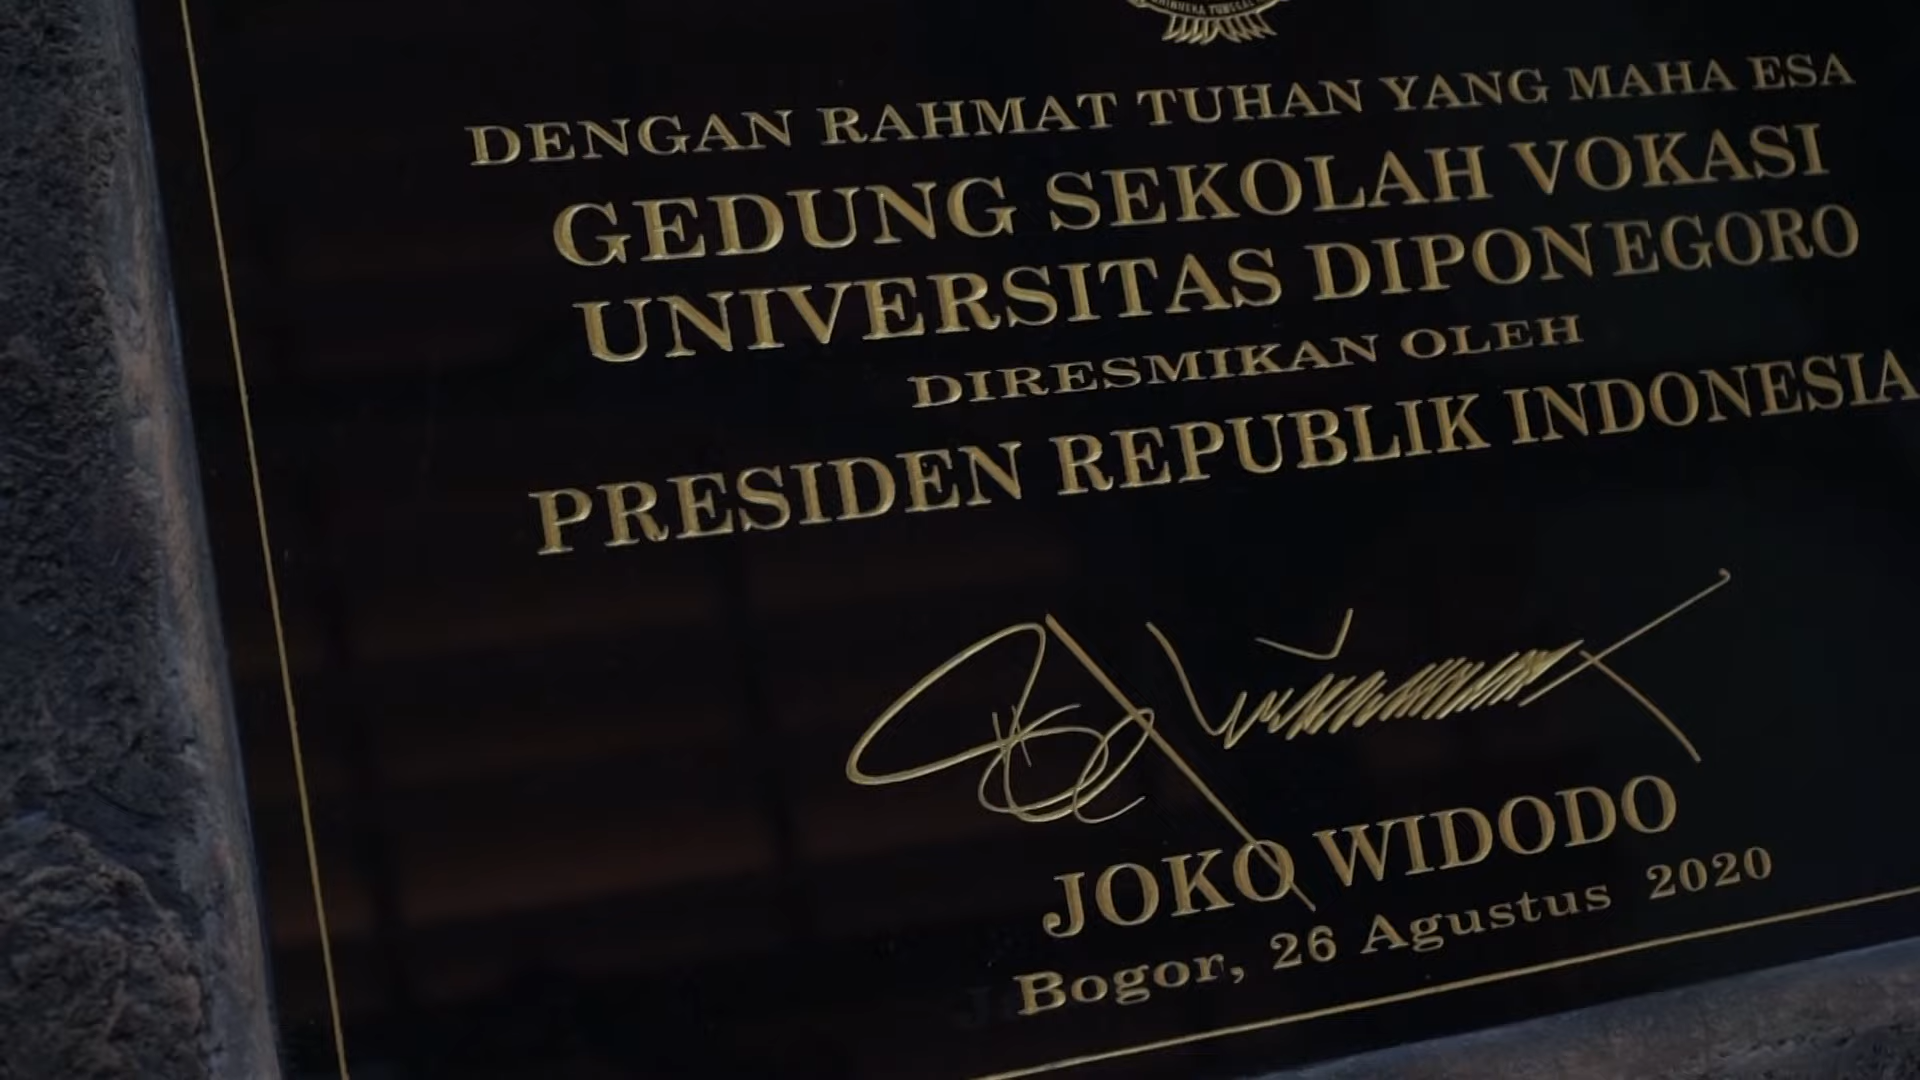 DENGAN RAHMAT TUHAN YANG MAHA ESA
GEDUNG SEKOLAH VOKASI
UNIVERSITAS DIPONEGORO
DIRESMIKAN OLEH
PRESIDEN REPUBLIK INDONESIA
JOKO WIDODO
Bogor, 26 Agustus 2020